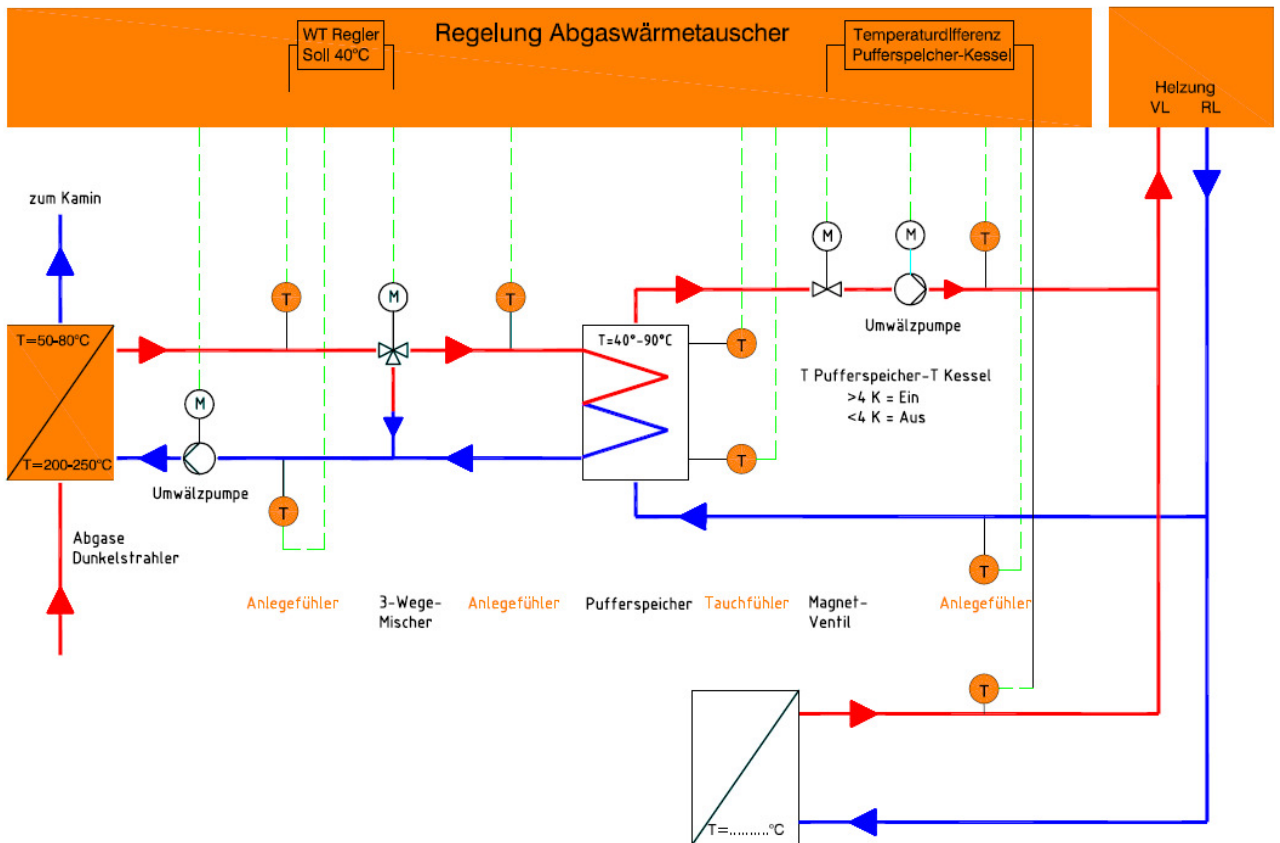 WT Regler
Soll 40°C
Regelung Abgaswärmetauscher
Temperaturdifferenz
Pufferspeicher-Kessel
Heizung
VL RL
zum Kamin
M
M
T
T
M
T
T=50-80°C
T=40°-90°C
Umwälzpumpe
T
T Pufferspeicher-T Kessel
>4 K = Ein
<4 K = Aus
M
T=200-250°C
T
Umwälzpumpe
T
Abgase
Dunkelstrahler
T
Anlegefühler
3-Wege-
Mischer
Anlegefühler
Pufferspeicher
Tauchfühler
Magnet-
Ventil
Anlegefühler
T
T=..........°C